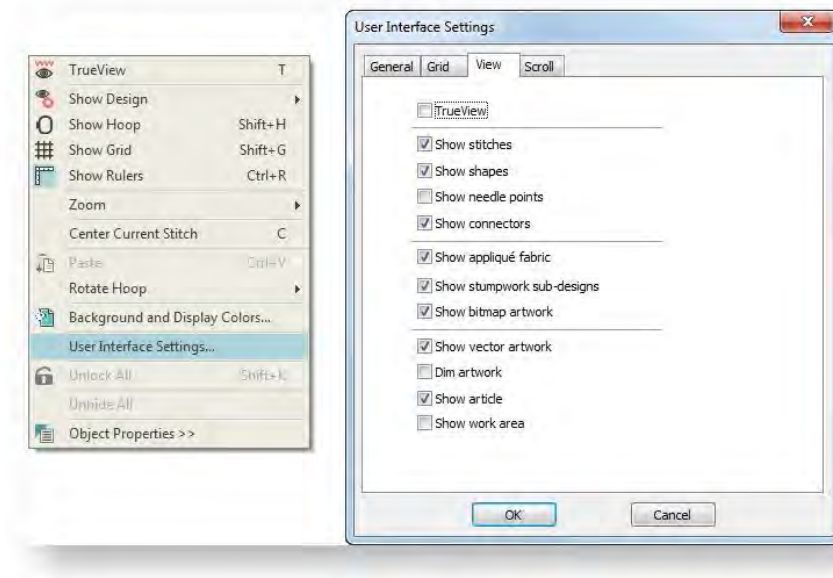 TrueView T
Show Design
Show Hoop Shift+H
Show Grid Shift+G
Show Rulers Ctrl+R
Zoom
Center Current Stitch C
Paste Ctrl+V
Rotate Hoop
Background and Display Colors...
User Interface Settings...
Unlock All Shift+K
Unhide All
Object Properties >>
User Interface Settings
General Grid View Scroll
TrueView
Show stitches
Show shapes
Show needle points
Show connectors
Show appliqué fabric
Show stumpwork sub-designs
Show bitmap artwork
Show vector artwork
Dim artwork
Show article
Show work area
OK Cancel